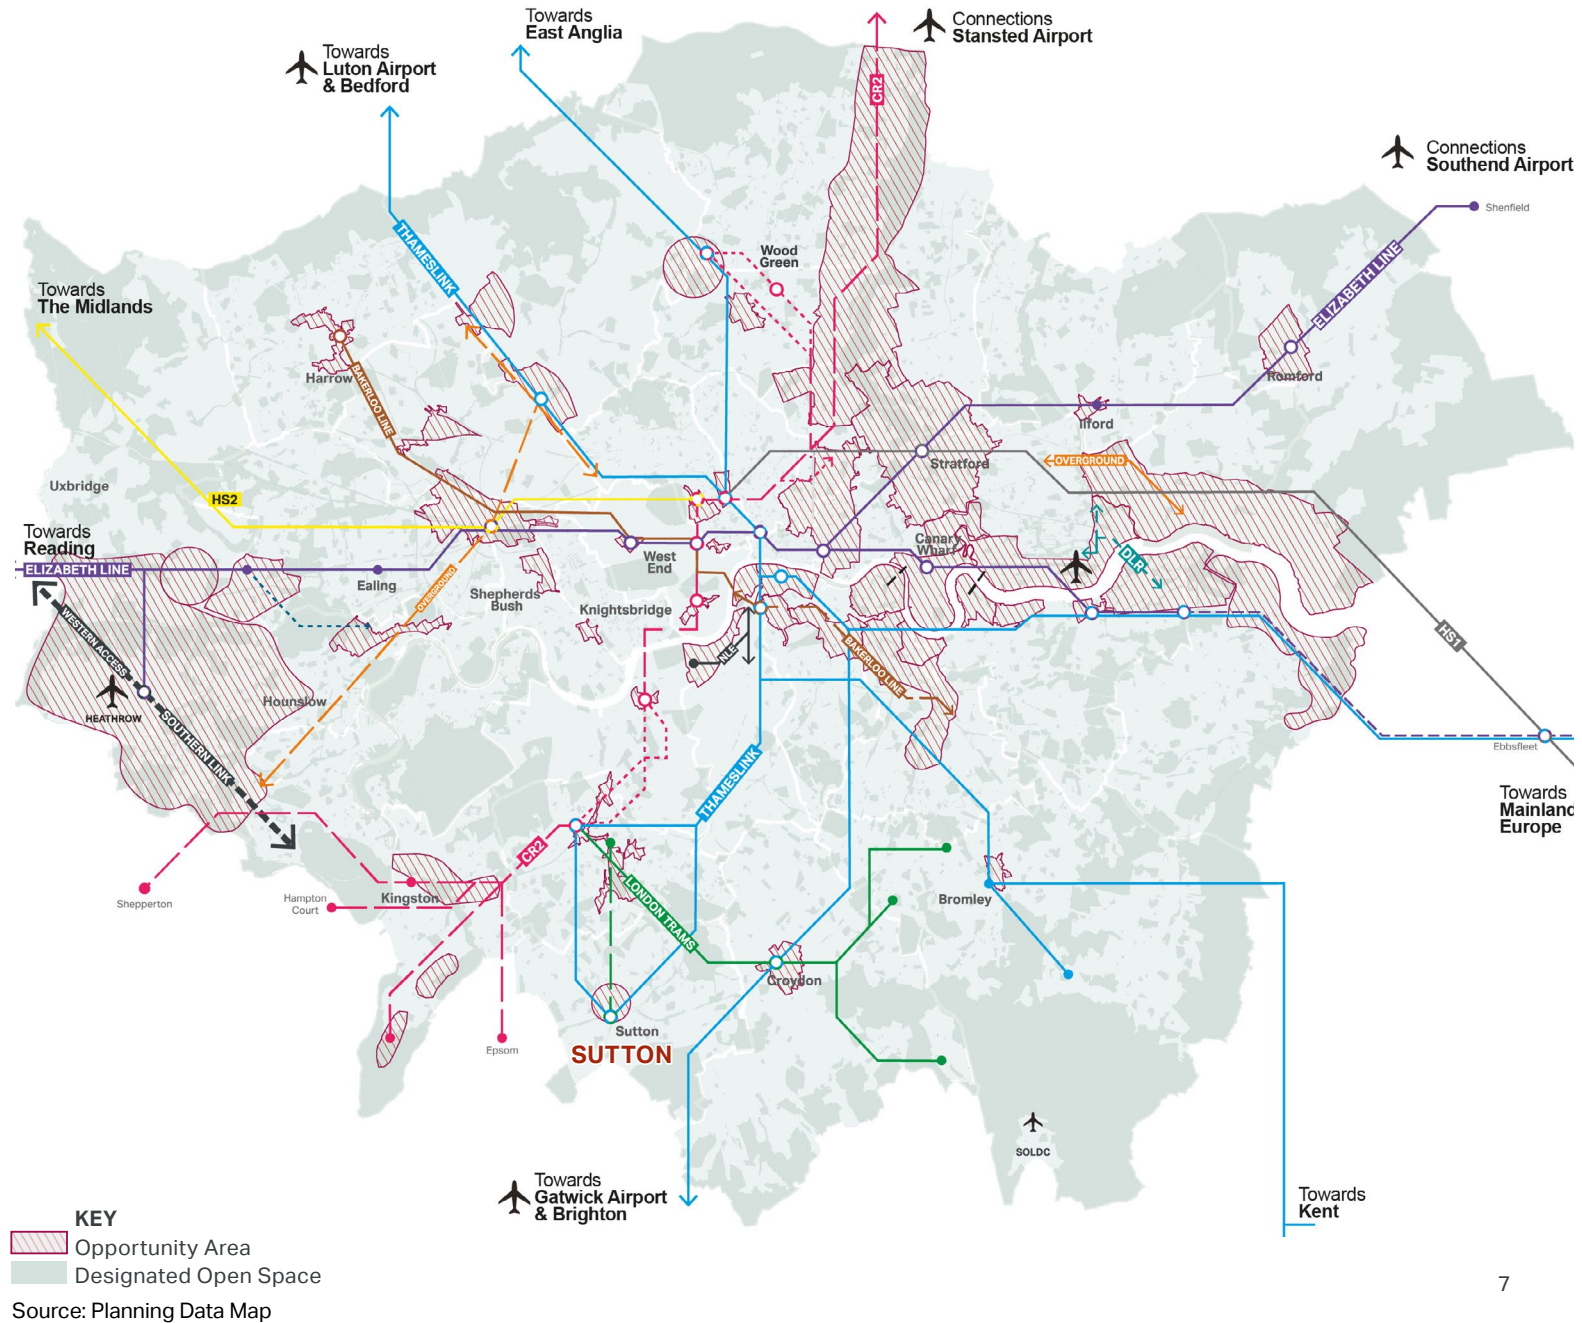 Towards
East Anglia
Connections
Stansted Airport
Towards
Luton Airport
& Bedford
CR2
Connections
Southend Airport
Shenfield
THAMESLINK
Wood
Green
ELIZABETH LINE
Towards
The Midlands
Harrow
BAKERLOO LINE
Romford
Ilford
Stratford
OVERGROUND
Uxbridge
HS2
Towards
Reading
ELIZABETH LINE
Ealing
OVERGROUND
Shepherds
Bush
West
End
Knightsbridge
Canary
Wharf
DLR
HS1
WESTERN ACCESS
HEATHROW
Hounslow
SOUTHERN LINK
NLE
BAKERLOO LINE
Ebbsfleet
THAMESLINK
Towards
Mainland
Europe
CR2
Shepperton
Hampton
Court
Kingston
LONDON TRAMS
Bromley
Croydon
Epsom
Sutton
SUTTON
SOLDC
Towards
Gatwick Airport
& Brighton
Towards
Kent
KEY
Opportunity Area
Designated Open Space
Source: Planning Data Map
7